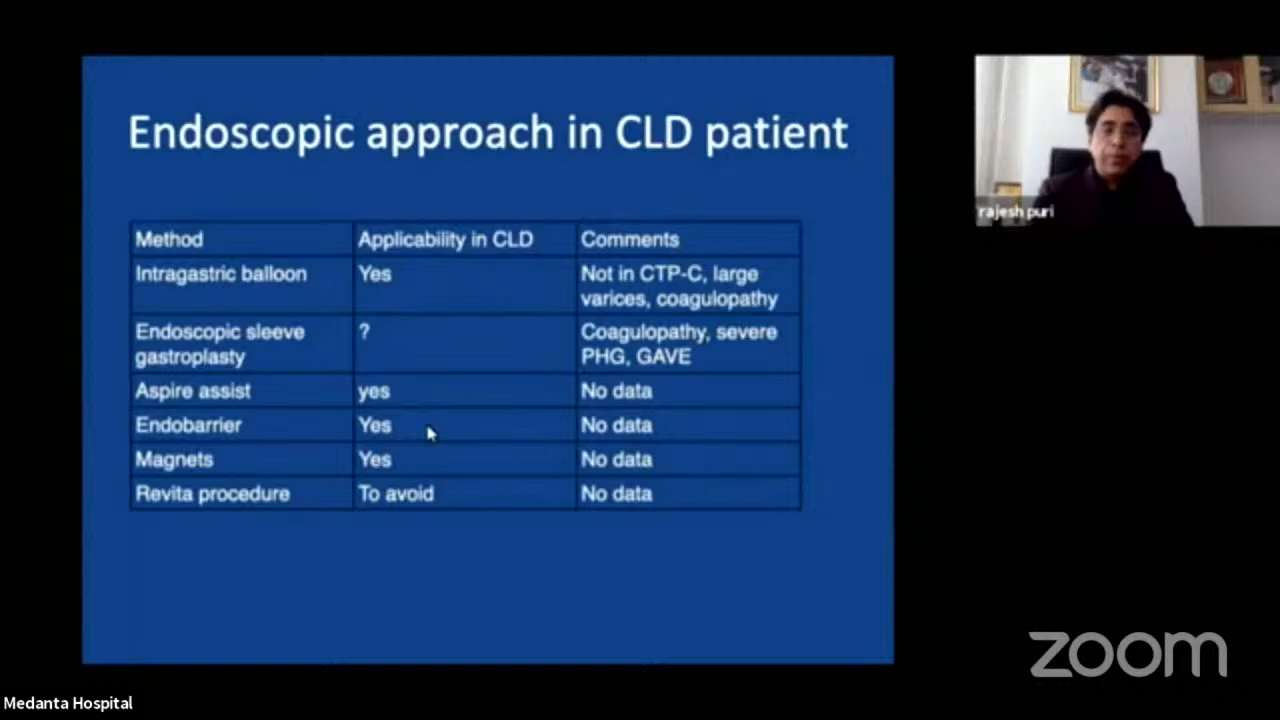 Endoscopic approach in CLD patient
Method Applicability in CLD Comments
Intragastric balloon Yes Not in CTP-C, large
varices, coagulopathy
Endoscopic sleeve ? Coagulopathy, severe
gastroplasty PHG, GAVE
Aspire assist yes No data
Endobarrier Yes No data
Magnets Yes No data
Revita procedure To avoid No data
rajesh puri
zoom
Medanta Hospital